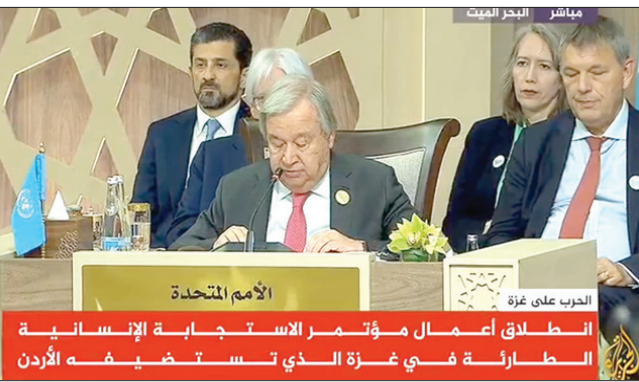 مباشر البحر الميت
الأمم المتحدة
الحرب على غزة
انطلاق أعمال مؤتمر الاستجابة الإنسانية
الطارئة في غزة الذي تستضيفه الأردن